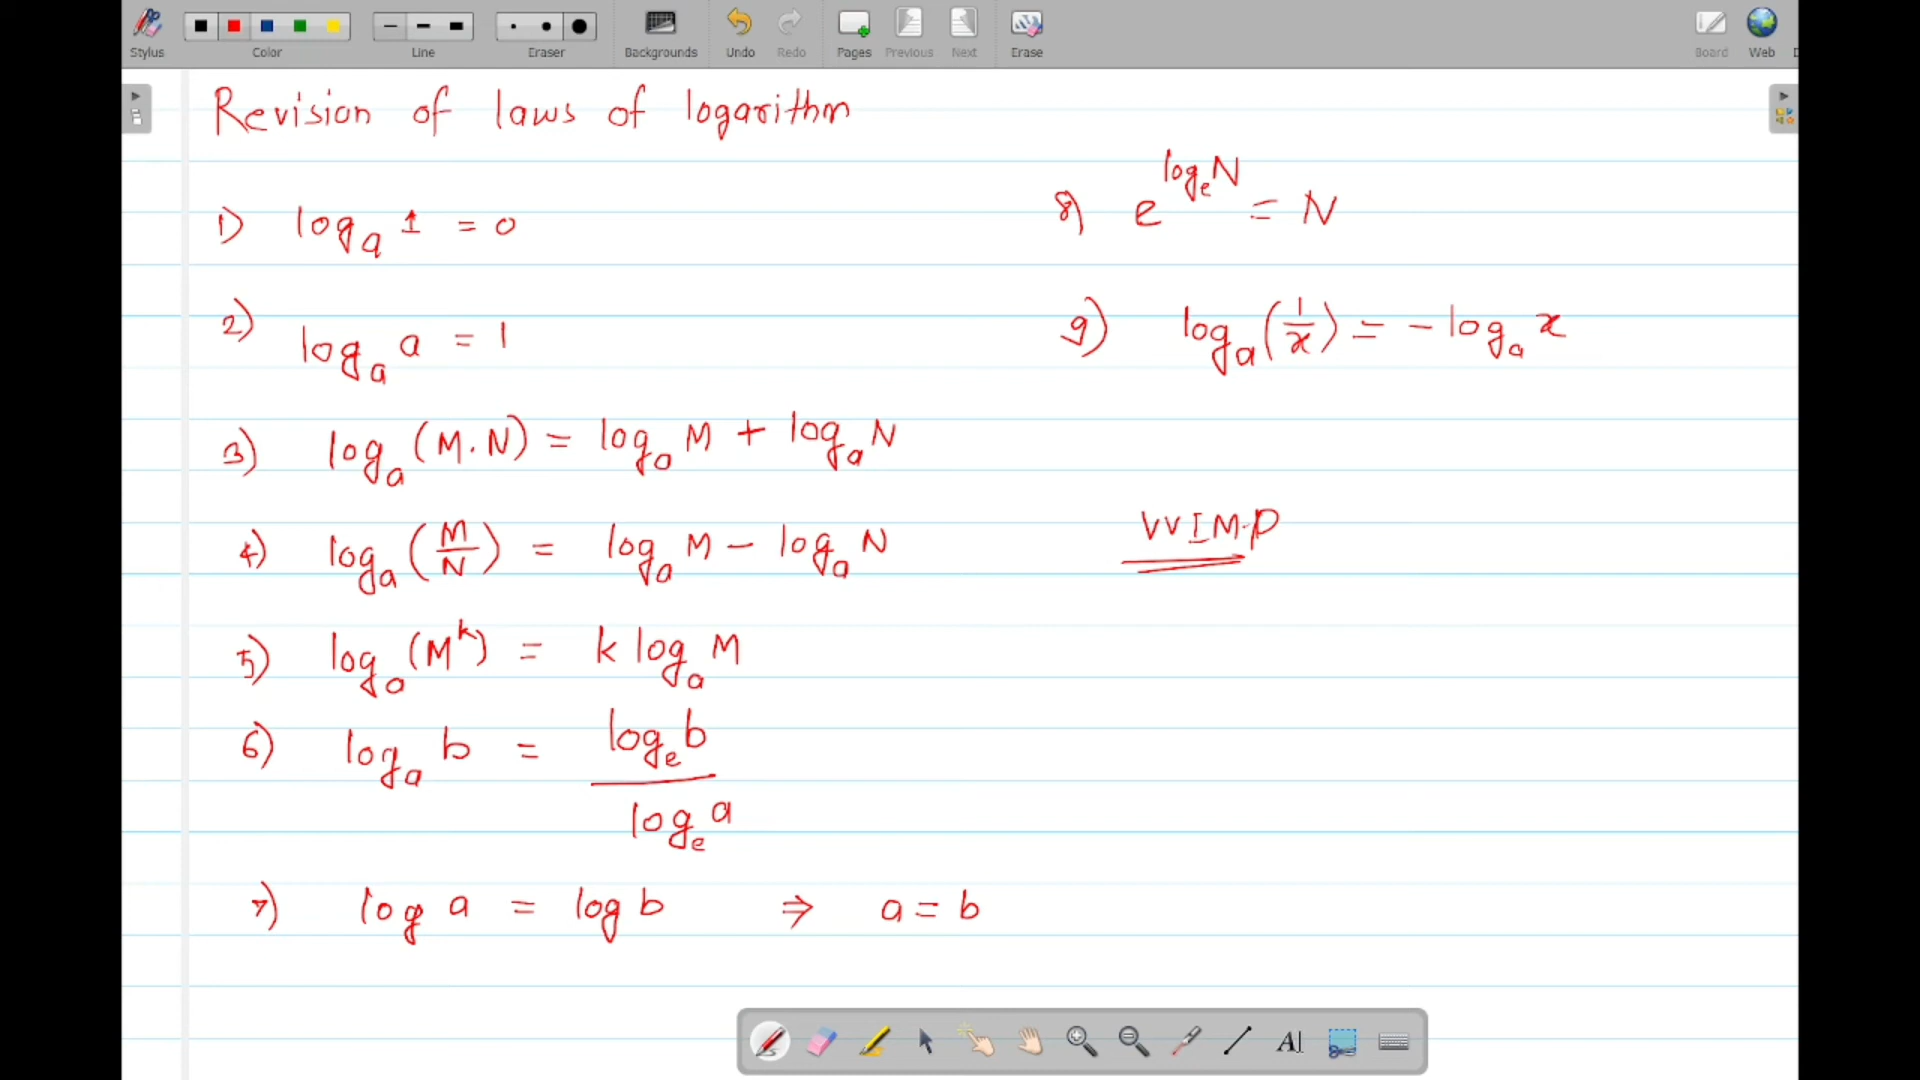 Stylus Color Line Eraser Backgrounds Undo Redo Pages Previous Next Erase Board Web D
Revision of laws of logarithm
1) logₐ 1 = 0
2) logₐ a = 1
3) logₐ (M.N) = logₐ M + logₐ N
4) logₐ (M/N) = logₐ M − logₐ N
5) logₐ (Mᵏ) = k logₐ M
6) logₐ b = logₑ b / logₑ a
7) log a = log b ⇒ a = b
8) e^(logₑ N) = N
9) logₐ (1/x) = − logₐ x
VVIMP
AI